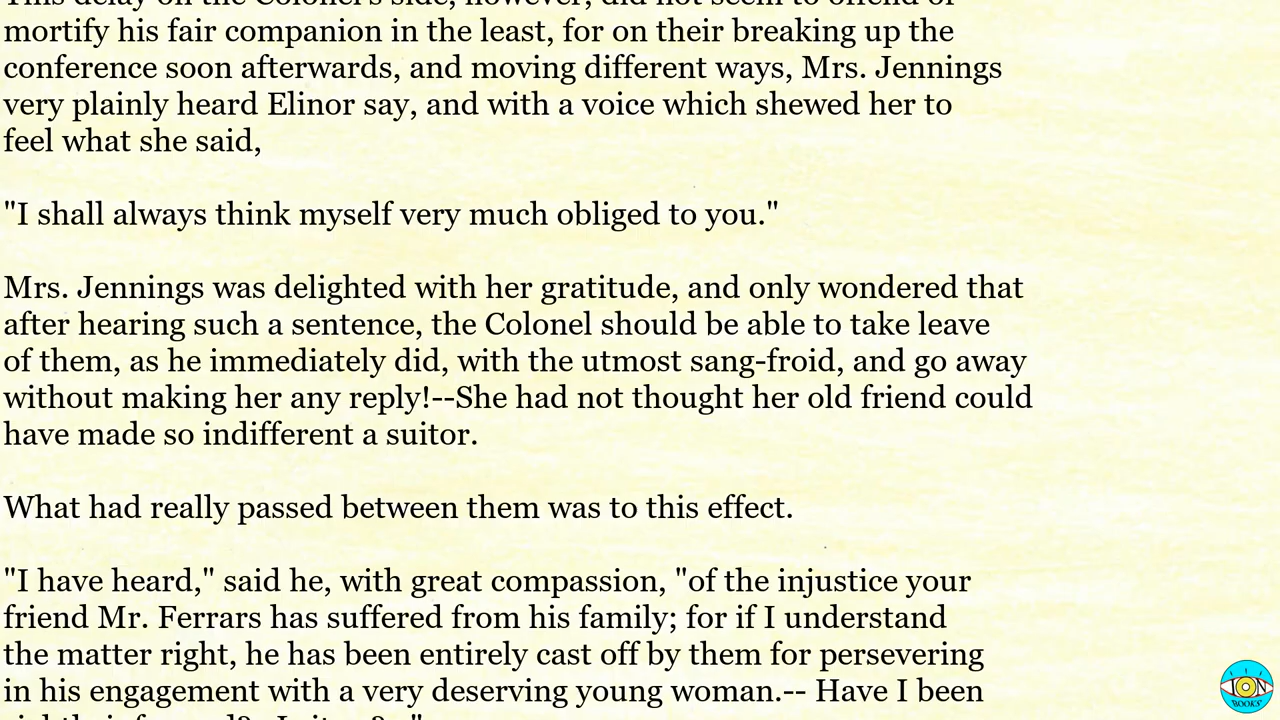 mortify his fair companion in the least, for on their breaking up the
conference soon afterwards, and moving different ways, Mrs. Jennings
very plainly heard Elinor say, and with a voice which shewed her to
feel what she said,
"I shall always think myself very much obliged to you."
Mrs. Jennings was delighted with her gratitude, and only wondered that
after hearing such a sentence, the Colonel should be able to take leave
of them, as he immediately did, with the utmost sang-froid, and go away
without making her any reply!--She had not thought her old friend could
have made so indifferent a suitor.
What had really passed between them was to this effect.
"I have heard," said he, with great compassion, "of the injustice your
friend Mr. Ferrars has suffered from his family; for if I understand
the matter right, he has been entirely cast off by them for persevering
in his engagement with a very deserving young woman.-- Have I been
ION
BOOKS